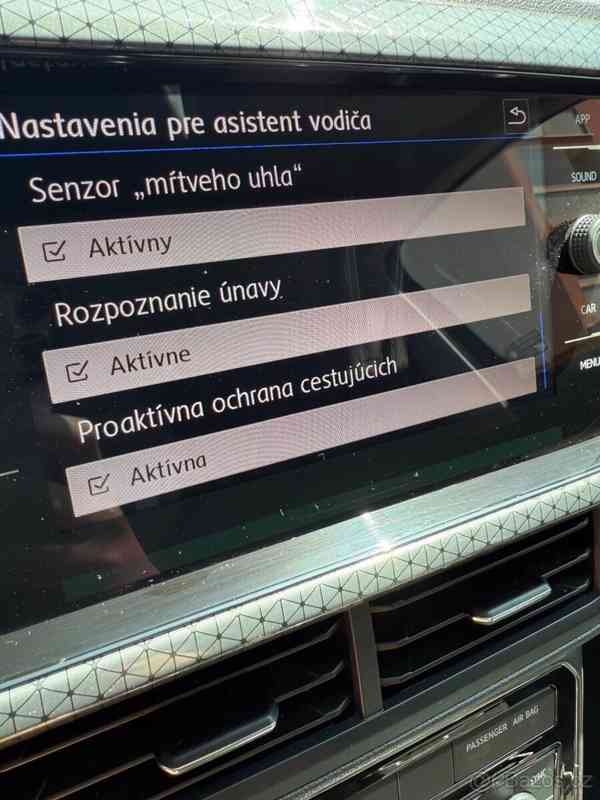 Nastavenia pre asistent vodiča
APP
Senzor „mŕtveho uhla“
SOUND
Aktívny
Rozpoznanie únavy
CAR
Aktívne
MENU
Proaktívna ochrana cestujúcich
Aktívna
PASSENGER AIR BAG